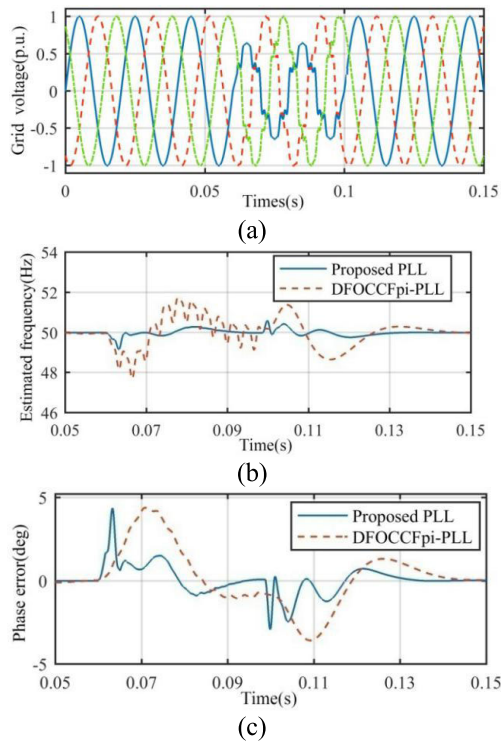 1
0.5
0
-0.5
-1
Grid voltage(p.u.)
0 0.05 0.1 0.15
Times(s)
(a)
54
52
50
48
46
Estimated frequency(Hz)
Proposed PLL
DFOCCFpi-PLL
0.05 0.07 0.09 0.11 0.13 0.15
Time(s)
(b)
5
0
-5
Phase error(deg)
Proposed PLL
DFOCCFpi-PLL
0.05 0.07 0.09 0.11 0.13 0.15
Time(s)
(c)